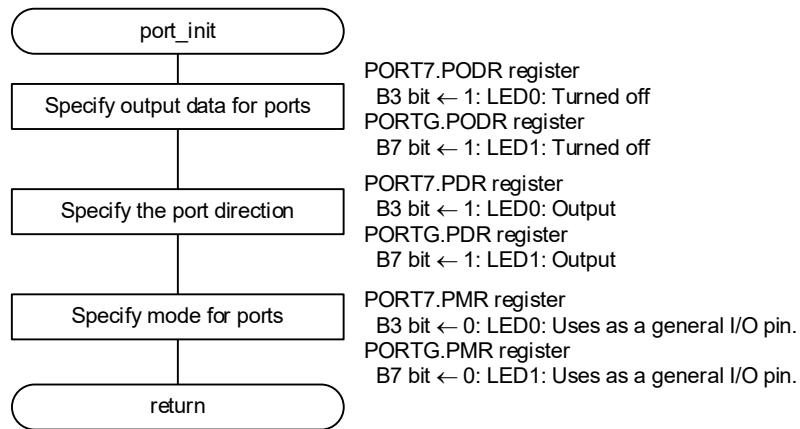 port_init
Specify output data for ports
PORT7.PODR register
B3 bit ← 1: LED0: Turned off
PORTG.PODR register
B7 bit ← 1: LED1: Turned off
Specify the port direction
PORT7.PDR register
B3 bit ← 1: LED0: Output
PORTG.PDR register
B7 bit ← 1: LED1: Output
Specify mode for ports
PORT7.PMR register
B3 bit ← 0: LED0: Uses as a general I/O pin.
PORTG.PMR register
B7 bit ← 0: LED1: Uses as a general I/O pin.
return